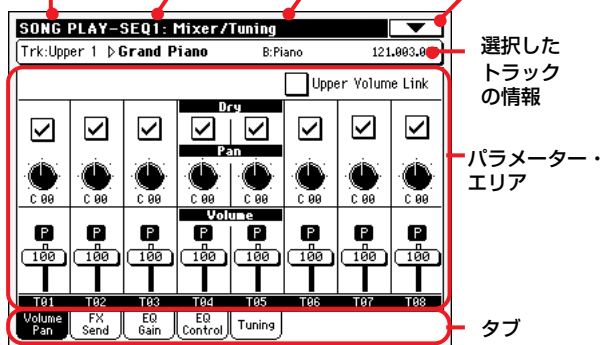 SONG PLAY-SEQ1: Mixer/Tuning
Trk:Upper 1 ▷Grand Piano B:Piano 121.003.0
選択した
トラック
の情報
Upper Volume Link
Dry
Pan
パラメーター・
エリア
C 00 C 00 C 00 C 00 C 00 C 00 C 00 C 00
Volume
P P P P P P P P
100 100 100 100 100 100 100 100
T01 T02 T03 T04 T05 T06 T07 T08
Volume Pan FX Send EQ Gain EQ Control Tuning
タブ